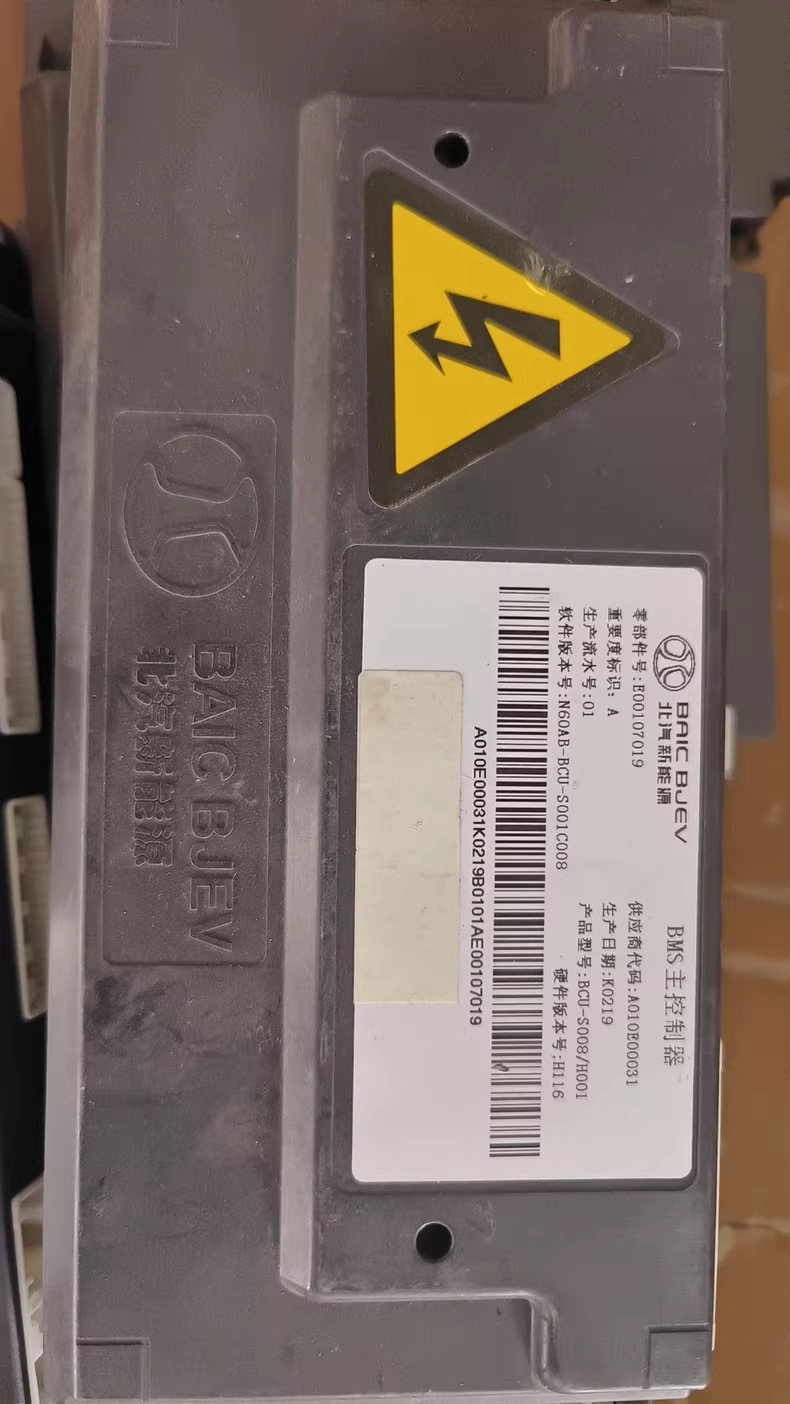 BAIC BJEV
北汽新能源
BMS主控制器
零部件号:E00107019
供应商代码:A010E00031
重要度标识:A
生产日期:K0219
生产流水号:01
产品型号:BCU-S008/H001
软件版本号:N60AB-BCU-S001C008
硬件版本号:H116
A010E00031K0219B0101AE00107019
BAIC BJEV
北汽新能源